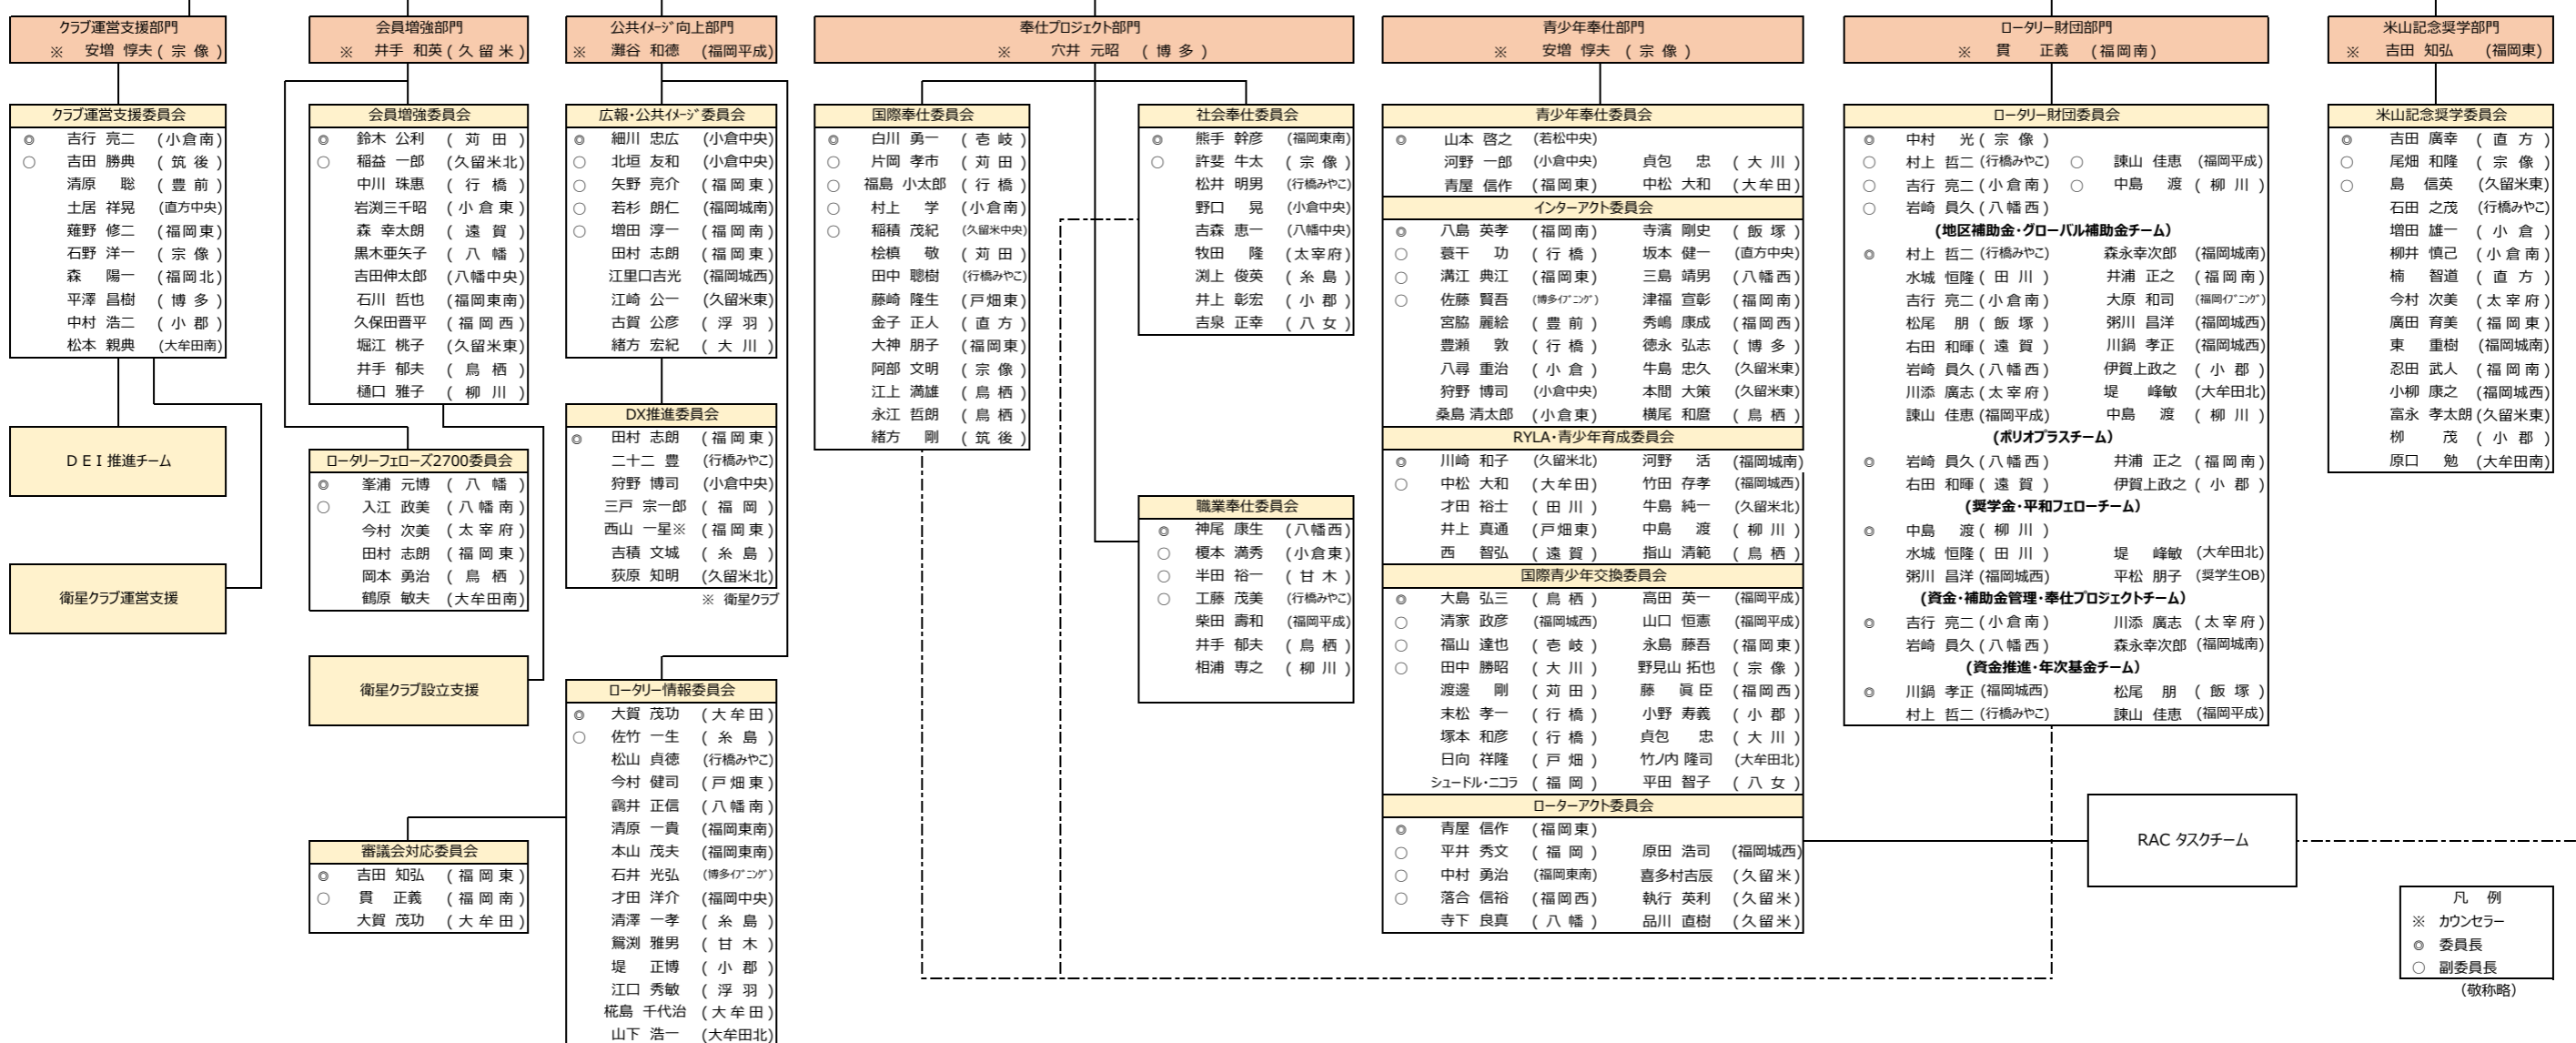 クラブ運営支援部門
※ 安増 惇夫 ( 宗 像 )
クラブ運営支援委員会
◎ 吉行 亮二 (小倉南)
○ 吉田 勝典 ( 筑 後 )
清原 聡 ( 豊 前 )
土居 祥晃 (直方中央)
薙野 修二 (福岡東)
石野 洋一 ( 宗 像 )
森 陽一 (福岡北)
平澤 昌樹 ( 博 多 )
中村 浩二 ( 小 郡 )
松本 親典 (大牟田南)
ＤＥＩ推進チーム
衛星クラブ運営支援
会員増強部門
※ 井手 和英 ( 久 留 米 )
会員増強委員会
◎ 鈴木 公利 ( 苅 田 )
○ 稲益 一郎 (久留米北)
中川 珠恵 ( 行 橋 )
岩渕三千昭 ( 小 倉 東 )
森 幸太朗 ( 遠 賀 )
黒木亜矢子 ( 八 幡 )
吉田伸太郎 (八幡中央)
石川 哲也 (福岡東南)
久保田晋平 ( 福 岡 西 )
堀江 桃子 (久留米東)
井手 郁夫 ( 鳥 栖 )
樋口 雅子 ( 柳 川 )
ロータリーフェローズ2700委員会
◎ 峯浦 元博 ( 八 幡 )
○ 入江 政美 ( 八 幡 南 )
今村 次美 ( 太 宰 府 )
田村 志朗 ( 福 岡 東 )
岡本 勇治 ( 鳥 栖 )
鶴原 敏夫 (大牟田南)
衛星クラブ設立支援
審議会対応委員会
◎ 吉田 知弘 ( 福 岡 東 )
○ 貫 正義 ( 福 岡 南 )
大賀 茂功 ( 大 牟 田 )
公共イメージ向上部門
※ 灘谷 和德 (福岡平成)
広報・公共イメージ委員会
◎ 細川 忠広 (小倉中央)
○ 北垣 友和 (小倉中央)
○ 矢野 亮介 ( 福 岡 東 )
○ 若杉 朗仁 (福岡城南)
○ 増田 淳一 ( 福 岡 南 )
田村 志朗 ( 福 岡 東 )
江里口吉光 (福岡城西)
江崎 公一 (久留米東)
古賀 公彦 ( 浮 羽 )
緒方 宏紀 ( 大 川 )
DX推進委員会
◎ 田村 志朗 ( 福 岡 東 )
二十二 豊 (行橋みやこ)
狩野 博司 (小倉中央)
三戸 宗一郎 ( 福 岡 )
西山 一星※ ( 福 岡 東 )
吉積 文城 ( 糸 島 )
荻原 知明 (久留米北)
※ 衛星クラブ
ロータリー情報委員会
◎ 大賀 茂功 ( 大 牟 田 )
○ 佐竹 一生 ( 糸 島 )
松山 貞徳 (行橋みやこ)
今村 健司 ( 戸 畑 東 )
靏井 正信 ( 八 幡 南 )
清原 一貴 (福岡東南)
本山 茂夫 (福岡東南)
石井 光弘 (博多イブニング)
才田 洋介 (福岡中央)
清澤 一孝 ( 糸 島 )
鴛渕 雅男 ( 甘 木 )
堤 正博 ( 小 郡 )
江口 秀敏 ( 浮 羽 )
椛島 千代治 ( 大 牟 田 )
山下 浩一 (大牟田北)
奉仕プロジェクト部門
※ 穴井 元昭 ( 博 多 )
国際奉仕委員会
◎ 白川 勇一 ( 壱 岐 )
○ 片岡 孝市 ( 苅 田 )
○ 福島 小太郎 ( 行 橋 )
○ 村上 学 (小倉南)
○ 稲積 茂紀 (久留米中央)
桧槙 敬 ( 苅 田 )
田中 聰樹 (行橋みやこ)
藤崎 隆生 (戸畑東)
金子 正人 ( 直 方 )
大神 朋子 (福岡東)
阿部 文明 ( 宗 像 )
江上 満雄 ( 鳥 栖 )
永江 哲朗 ( 鳥 栖 )
緒方 剛 ( 筑 後 )
社会奉仕委員会
◎ 熊手 幹彦 (福岡東南)
○ 許斐 牛太 ( 宗 像 )
松井 明男 (行橋みやこ)
野口 晃 (小倉中央)
吉森 恵一 (八幡中央)
牧田 隆 (太宰府)
渕上 俊英 ( 糸 島 )
井上 彰宏 ( 小 郡 )
吉泉 正幸 ( 八 女 )
職業奉仕委員会
◎ 神尾 康生 (八幡西)
○ 榎本 満秀 (小倉東)
○ 半田 裕一 ( 甘 木 )
○ 工藤 茂美 (行橋みやこ)
柴田 壽和 (福岡平成)
井手 郁夫 ( 鳥 栖 )
相浦 専之 ( 柳 川 )
青少年奉仕部門
※ 安増 惇夫 ( 宗 像 )
青少年奉仕委員会
◎ 山本 啓之 (若松中央)
河野 一郎 (小倉中央) 貞包 忠 ( 大 川 )
青屋 信作 (福岡東) 中松 大和 (大牟田)
インターアクト委員会
◎ 八島 英孝 (福岡南) 寺濱 剛史 ( 飯 塚 )
○ 蓑干 功 ( 行 橋 ) 坂本 健一 (直方中央)
○ 溝江 典江 (福岡東) 三島 靖男 (八幡西)
○ 佐藤 賢吾 (博多イブニング) 津福 宣彰 (福岡南)
宮脇 麗絵 ( 豊 前 ) 秀嶋 康成 (福岡西)
豊瀬 敦 ( 行 橋 ) 徳永 弘志 ( 博 多 )
八尋 重治 ( 小 倉 ) 牛島 忠久 (久留米東)
狩野 博司 (小倉中央) 本間 大策 (久留米東)
桑島 清太郎 (小倉東) 横尾 和磨 ( 鳥 栖 )
RYLA・青少年育成委員会
◎ 川崎 和子 (久留米北) 河野 活 (福岡城南)
○ 中松 大和 (大牟田) 竹田 存孝 (福岡城西)
才田 裕士 ( 田 川 ) 牛島 純一 (久留米北)
井上 真通 (戸畑東) 中島 渡 ( 柳 川 )
西 智弘 ( 遠 賀 ) 指山 清範 ( 鳥 栖 )
国際青少年交換委員会
◎ 大島 弘三 ( 鳥 栖 ) 高田 英一 (福岡平成)
○ 清家 政彦 (福岡城西) 山口 恒憲 (福岡平成)
○ 福山 達也 ( 壱 岐 ) 永島 藤吾 (福岡東)
○ 田中 勝昭 ( 大 川 ) 野見山 拓也 ( 宗 像 )
渡邊 剛 ( 苅 田 ) 藤 眞臣 (福岡西)
末松 孝一 ( 行 橋 ) 小野 寿義 ( 小 郡 )
塚本 和彦 ( 行 橋 ) 貞包 忠 ( 大 川 )
日向 祥隆 ( 戸 畑 ) 竹ノ内 隆司 (大牟田北)
シュードル・ニコラ ( 福 岡 ) 平田 智子 ( 八 女 )
ローターアクト委員会
◎ 青屋 信作 (福岡東)
○ 平井 秀文 ( 福 岡 ) 原田 浩司 (福岡城西)
○ 中村 勇治 (福岡東南) 喜多村吉辰 (久留米)
○ 落合 信裕 (福岡西) 執行 英利 (久留米)
寺下 良真 ( 八 幡 ) 品川 直樹 (久留米)
ロータリー財団部門
※ 貫 正義 (福岡南)
ロータリー財団委員会
◎ 中村 光 ( 宗 像 )
○ 村上 哲二 (行橋みやこ) ○ 諫山 佳恵 (福岡平成)
○ 吉行 亮二 (小倉南) ○ 中島 渡 ( 柳 川 )
○ 岩崎 員久 (八幡西)
(地区補助金・グローバル補助金チーム)
◎ 村上 哲二 (行橋みやこ) 森永幸次郎 (福岡城南)
水城 恒隆 ( 田 川 ) 井浦 正之 (福岡南)
吉行 亮二 (小倉南) 大原 和司 (福岡イブニング)
松尾 朋 ( 飯 塚 ) 粥川 昌洋 (福岡城西)
右田 和暉 ( 遠 賀 ) 川鍋 孝正 (福岡城西)
岩崎 員久 (八幡西) 伊賀上政之 ( 小 郡 )
川添 廣志 (太宰府) 堤 峰敏 (大牟田北)
諫山 佳恵 (福岡平成) 中島 渡 ( 柳 川 )
(ポリオプラスチーム)
◎ 岩崎 員久 (八幡西) 井浦 正之 (福岡南)
右田 和暉 ( 遠 賀 ) 伊賀上政之 ( 小 郡 )
(奨学金・平和フェローチーム)
◎ 中島 渡 ( 柳 川 )
水城 恒隆 ( 田 川 ) 堤 峰敏 (大牟田北)
粥川 昌洋 (福岡城西) 平松 朋子 (奨学生OB)
(資金・補助金管理・奉仕プロジェクトチーム)
◎ 吉行 亮二 (小倉南) 川添 廣志 (太宰府)
岩崎 員久 (八幡西) 森永幸次郎 (福岡城南)
(資金推進・年次基金チーム)
◎ 川鍋 孝正 (福岡城西) 松尾 朋 ( 飯 塚 )
村上 哲二 (行橋みやこ) 諫山 佳恵 (福岡平成)
RAC タスクチーム
米山記念奨学部門
※ 吉田 知弘 (福岡東)
米山記念奨学委員会
◎ 吉田 廣幸 ( 直 方 )
○ 尾畑 和隆 ( 宗 像 )
○ 島 信英 (久留米東)
石田 之茂 (行橋みやこ)
増田 雄一 ( 小 倉 )
柳井 慎己 ( 小 倉 南 )
楠 智道 ( 直 方 )
今村 次美 ( 太 宰 府 )
廣田 育美 ( 福 岡 東 )
東 重樹 (福岡城南)
忍田 武人 ( 福 岡 南 )
小柳 康之 (福岡城西)
富永 孝太朗 (久留米東)
栁 茂 ( 小 郡 )
原口 勉 (大牟田南)
凡 例
※ カウンセラー
◎ 委員長
○ 副委員長
(敬称略)